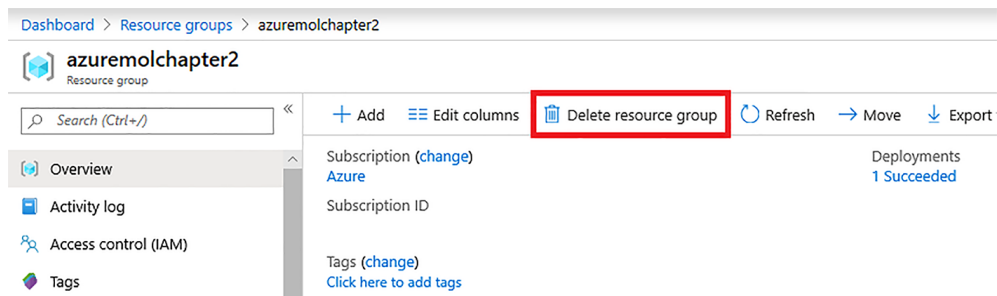 Dashboard > Resource groups > azuremolchapter2
azuremolchapter2
Resource group
Search (Ctrl+/)
«
Add Edit columns Delete resource group Refresh Move Export
Overview
Activity log
Access control (IAM)
Tags
Subscription (change)
Azure
Subscription ID
Tags (change)
Click here to add tags
Deployments
1 Succeeded